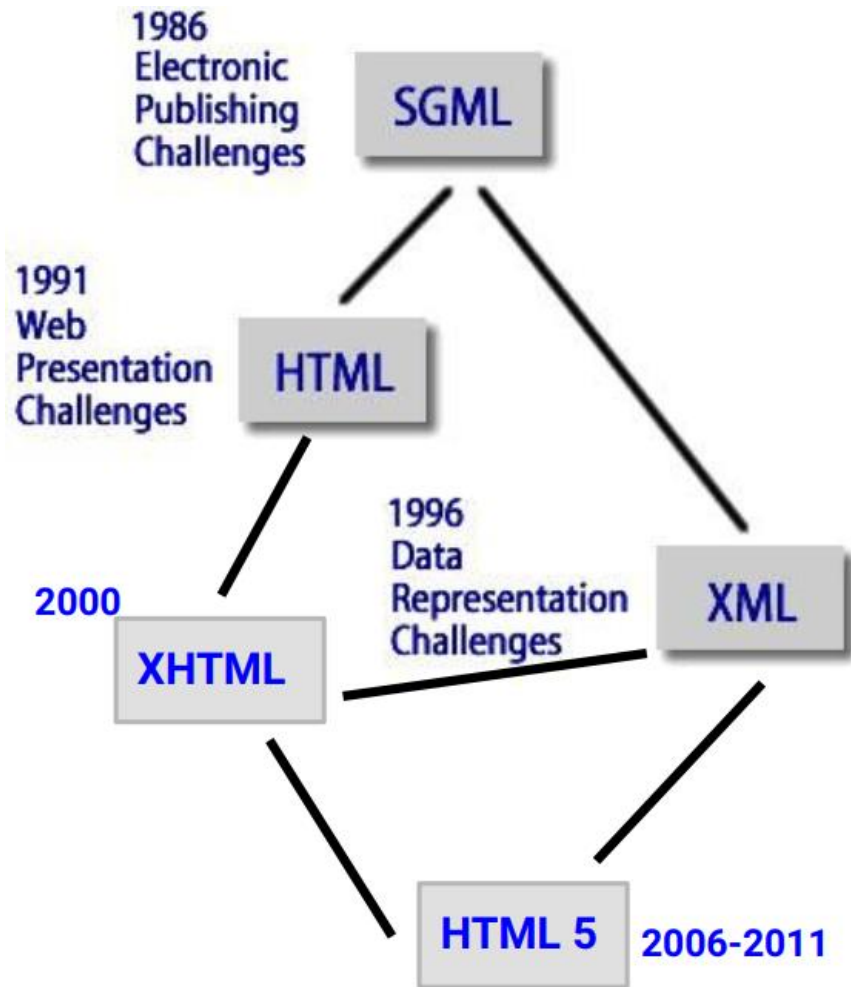 1986
Electronic
Publishing
Challenges
SGML
1991
Web
Presentation
Challenges
HTML
1996
Data
Representation
Challenges
XML
2000
XHTML
HTML 5
2006-2011